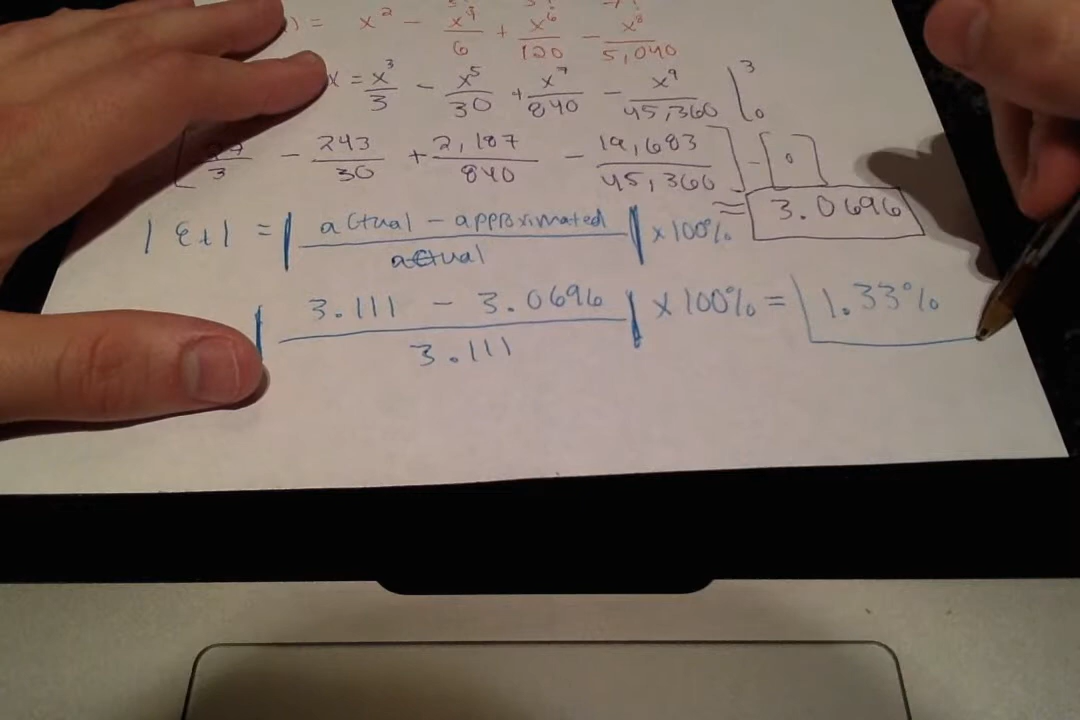 ) = x² - x⁴/6 + x⁶/120 - x⁸/5,040
x = x³/3 - x⁵/30 + x⁷/840 - x⁹/45,360 |₀³
[27/3 - 243/30 + 2,187/840 - 19,683/45,360] - [0]
≈ 3.0696
|εt| = |actual - approximated / actual| × 100%
|3.111 - 3.0696 / 3.111| × 100% = 1.33%